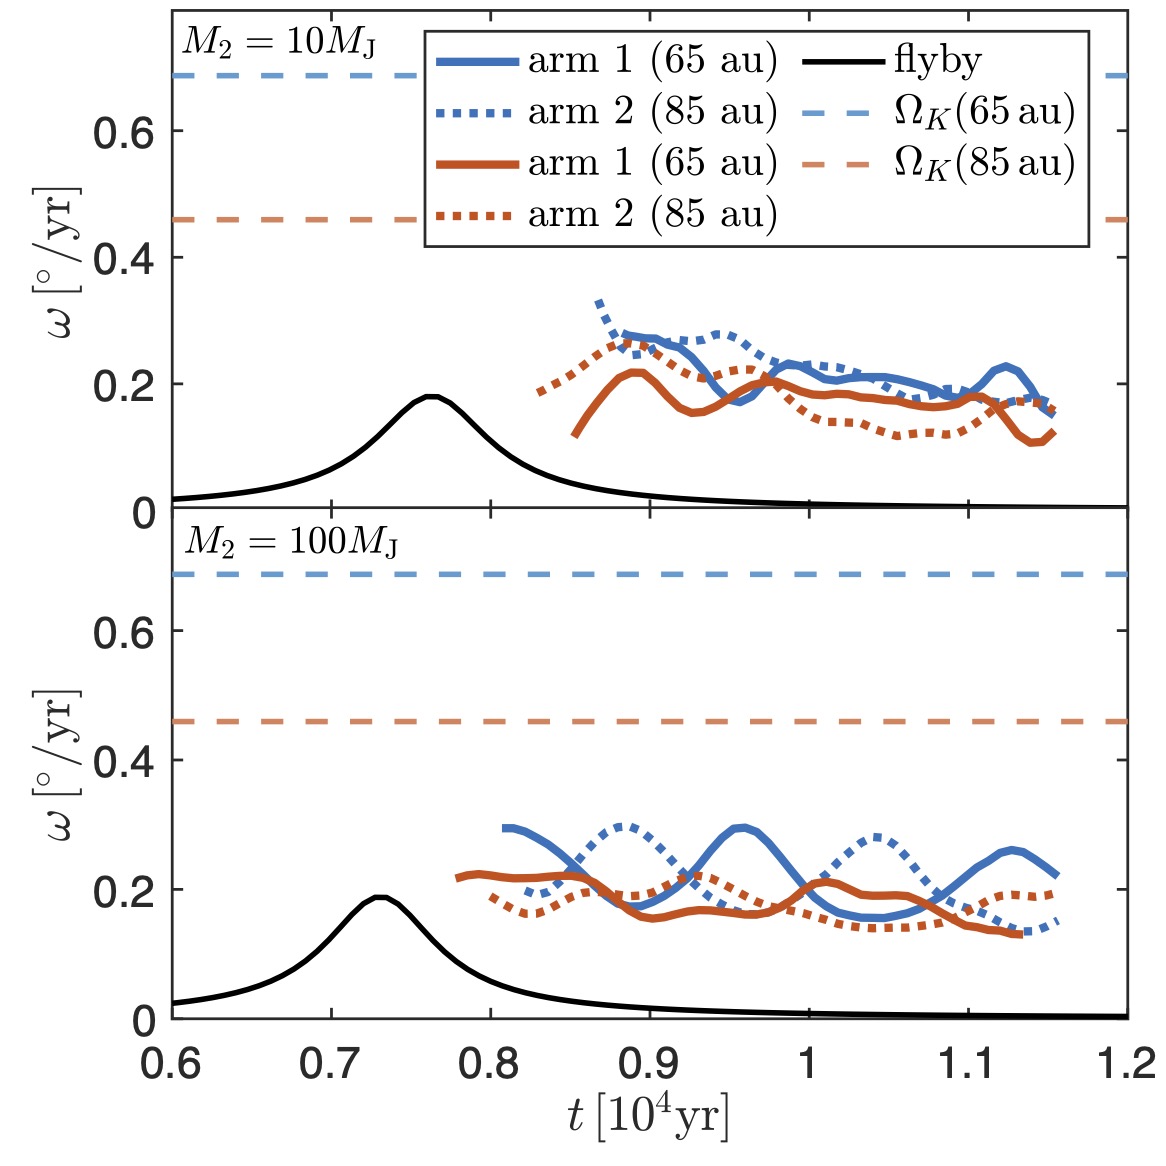 M₂ = 10M_J
arm 1 (65 au)
flyby
arm 2 (85 au)
Ω_K(65 au)
arm 1 (65 au)
Ω_K(85 au)
arm 2 (85 au)
0.6
0.4
0.2
0
ω [°/yr]
M₂ = 100M_J
0.6
0.4
0.2
0
ω [°/yr]
0.6 0.7 0.8 0.9 1 1.1 1.2
t [10⁴yr]